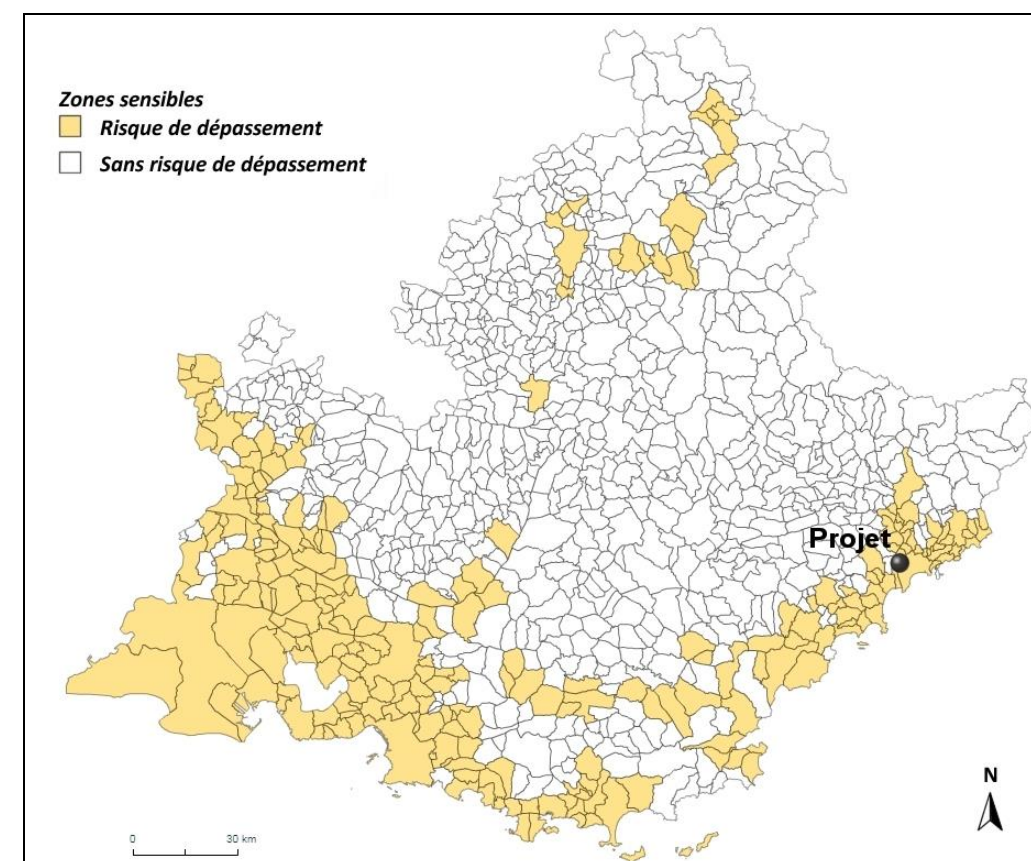 Zones sensibles
Risque de dépassement
Sans risque de dépassement
Projet
N
0 30 km